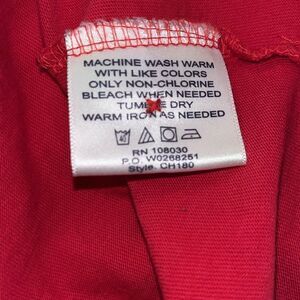 MACHINE WASH WARM
WITH LIKE COLORS
ONLY NON-CHLORINE
BLEACH WHEN NEEDED
TUMBLE DRY
WARM IRON AS NEEDED
RN 108030
P.O. W0268251
Style. CH180